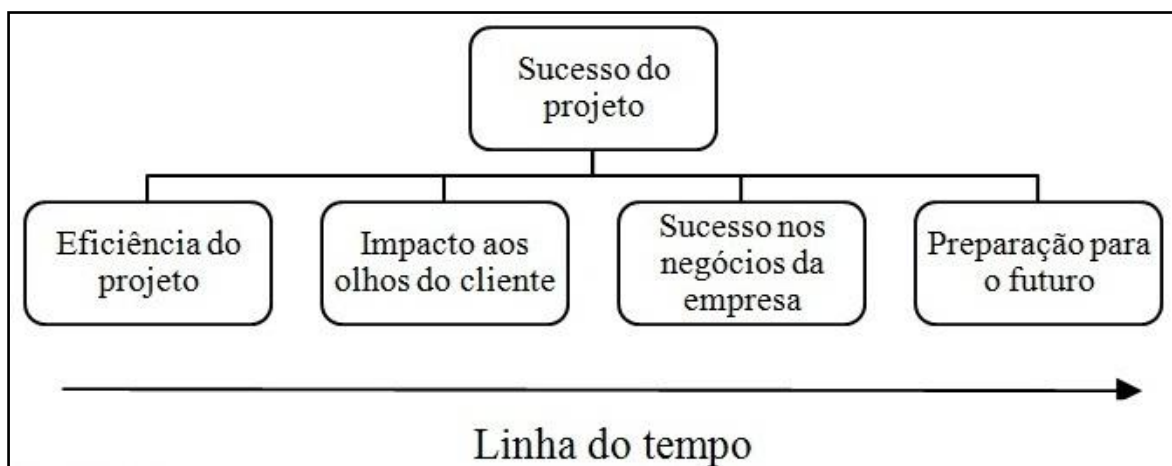 Sucesso do
projeto
Eficiência do
projeto
Impacto aos
olhos do cliente
Sucesso nos
negócios da
empresa
Preparação para
o futuro
Linha do tempo